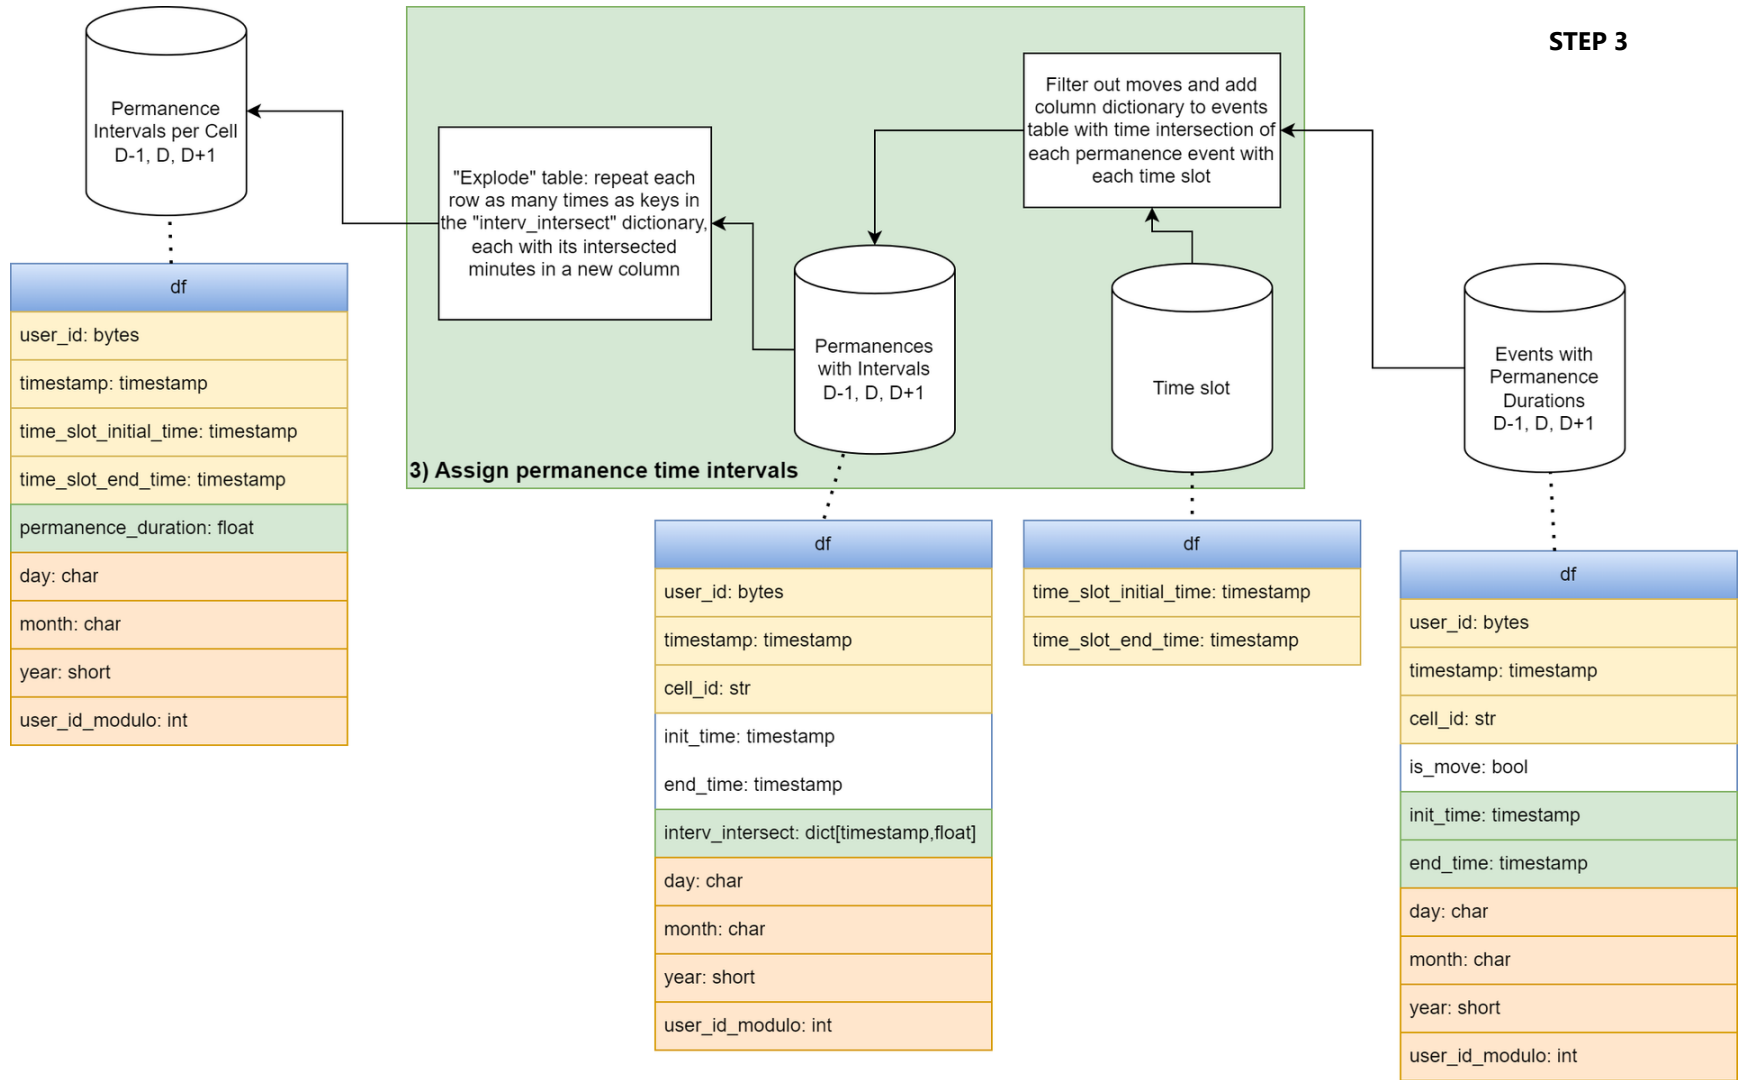 STEP 3
Permanence
Intervals per Cell
D-1, D, D+1
"Explode" table: repeat each
row as many times as keys in
the "interv_intersect" dictionary,
each with its intersected
minutes in a new column
Filter out moves and add
column dictionary to events
table with time intersection of
each permanence event with
each time slot
Permanences
with Intervals
D-1, D, D+1
Time slot
Events with
Permanence
Durations
D-1, D, D+1
3) Assign permanence time intervals
df
user_id: bytes
timestamp: timestamp
time_slot_initial_time: timestamp
time_slot_end_time: timestamp
permanence_duration: float
day: char
month: char
year: short
user_id_modulo: int
df
user_id: bytes
timestamp: timestamp
cell_id: str
init_time: timestamp
end_time: timestamp
interv_intersect: dict[timestamp,float]
day: char
month: char
year: short
user_id_modulo: int
df
time_slot_initial_time: timestamp
time_slot_end_time: timestamp
df
user_id: bytes
timestamp: timestamp
cell_id: str
is_move: bool
init_time: timestamp
end_time: timestamp
day: char
month: char
year: short
user_id_modulo: int